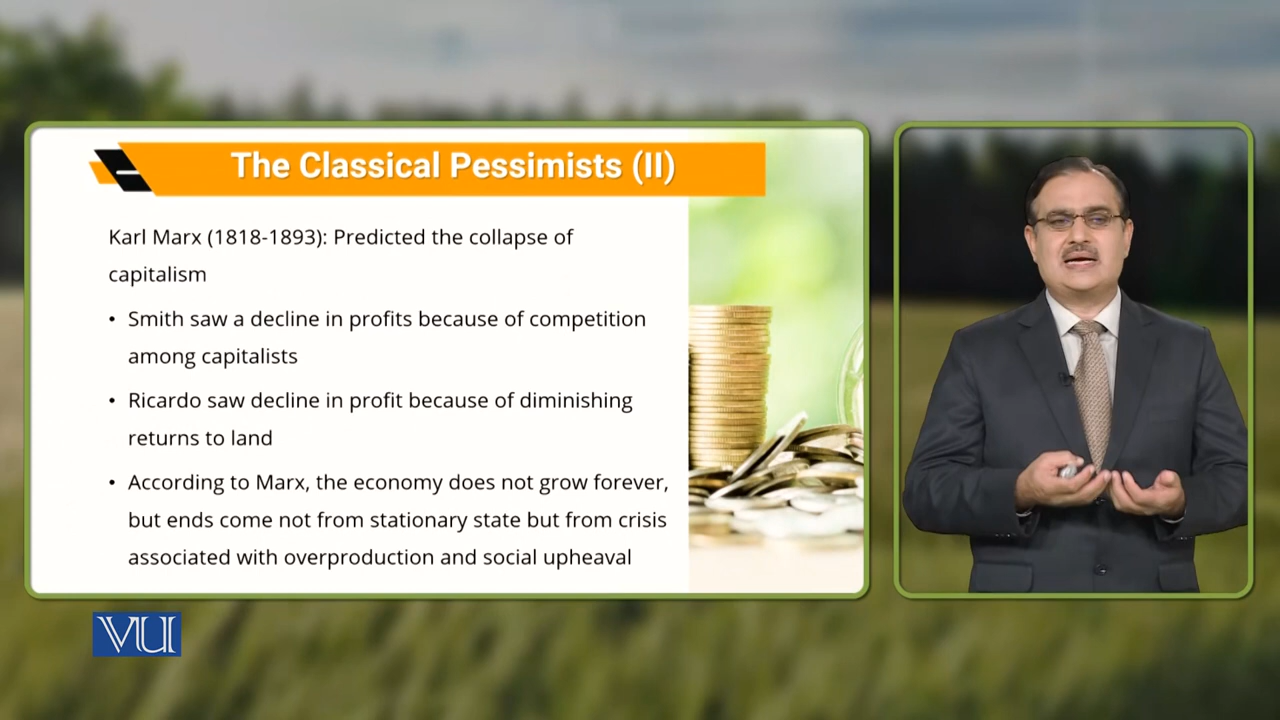 The Classical Pessimists (II)
Karl Marx (1818-1893): Predicted the collapse of
capitalism
• Smith saw a decline in profits because of competition
among capitalists
• Ricardo saw decline in profit because of diminishing
returns to land
• According to Marx, the economy does not grow forever,
but ends come not from stationary state but from crisis
associated with overproduction and social upheaval
VU